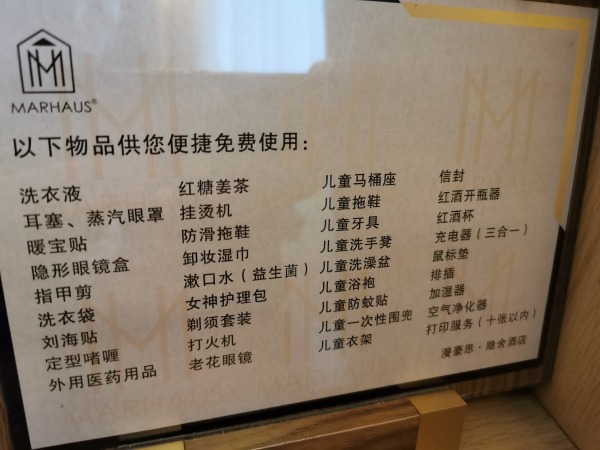 MARHAUS®
以下物品供您便捷免费使用：
洗衣液
耳塞、蒸汽眼罩
暖宝贴
隐形眼镜盒
指甲剪
洗衣袋
刘海贴
定型啫喱
外用医药用品
红糖姜茶
挂烫机
防滑拖鞋
卸妆湿巾
漱口水（益生菌）
女神护理包
剃须套装
打火机
老花眼镜
儿童马桶座
儿童拖鞋
儿童牙具
儿童洗手凳
儿童洗澡盆
儿童浴袍
儿童防蚊贴
儿童一次性围兜
儿童衣架
信封
红酒开瓶器
红酒杯
充电器（三合一）
鼠标垫
排插
加湿器
空气净化器
打印服务（十张以内）
漫豪思·隐舍酒店
MARHAUS